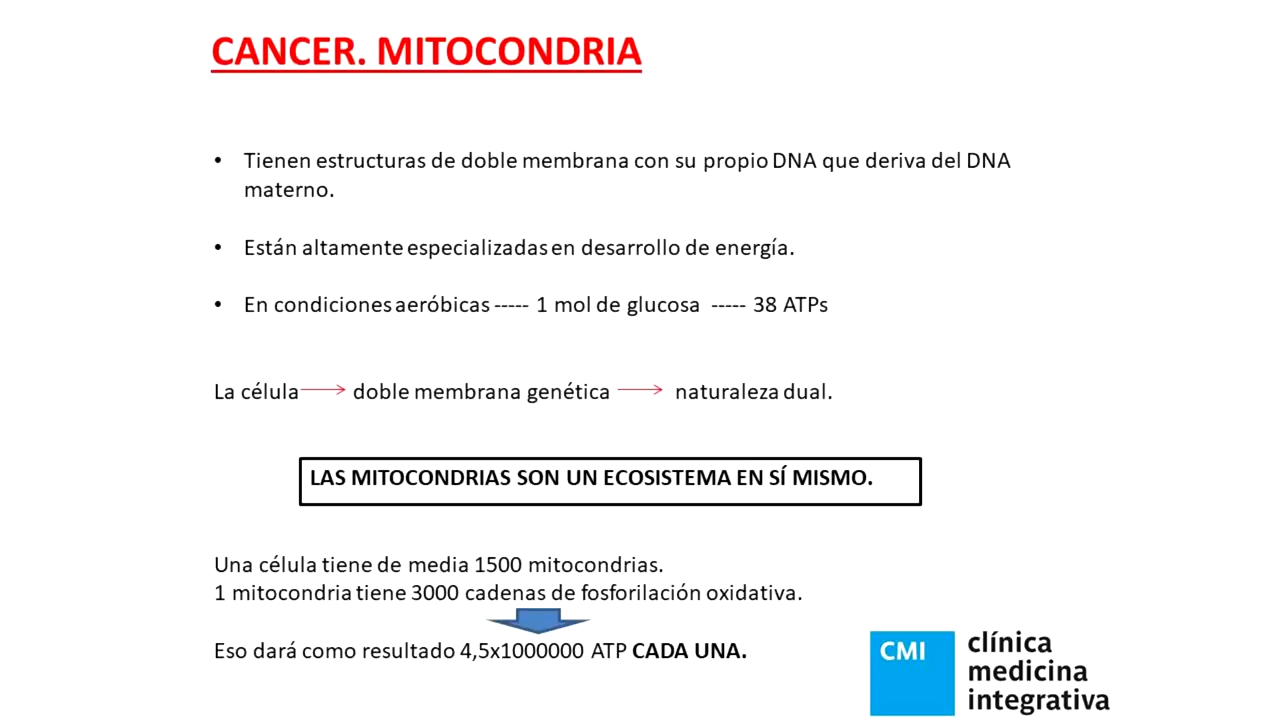 CANCER. MITOCONDRIA
• Tienen estructuras de doble membrana con su propio DNA que deriva del DNA
materno.
• Están altamente especializadas en desarrollo de energía.
• En condiciones aeróbicas ----- 1 mol de glucosa ----- 38 ATPs
La célula → doble membrana genética → naturaleza dual.
LAS MITOCONDRIAS SON UN ECOSISTEMA EN SÍ MISMO.
Una célula tiene de media 1500 mitocondrias.
1 mitocondria tiene 3000 cadenas de fosforilación oxidativa.
Eso dará como resultado 4,5x1000000 ATP CADA UNA.
CMI
clínica
medicina
integrativa